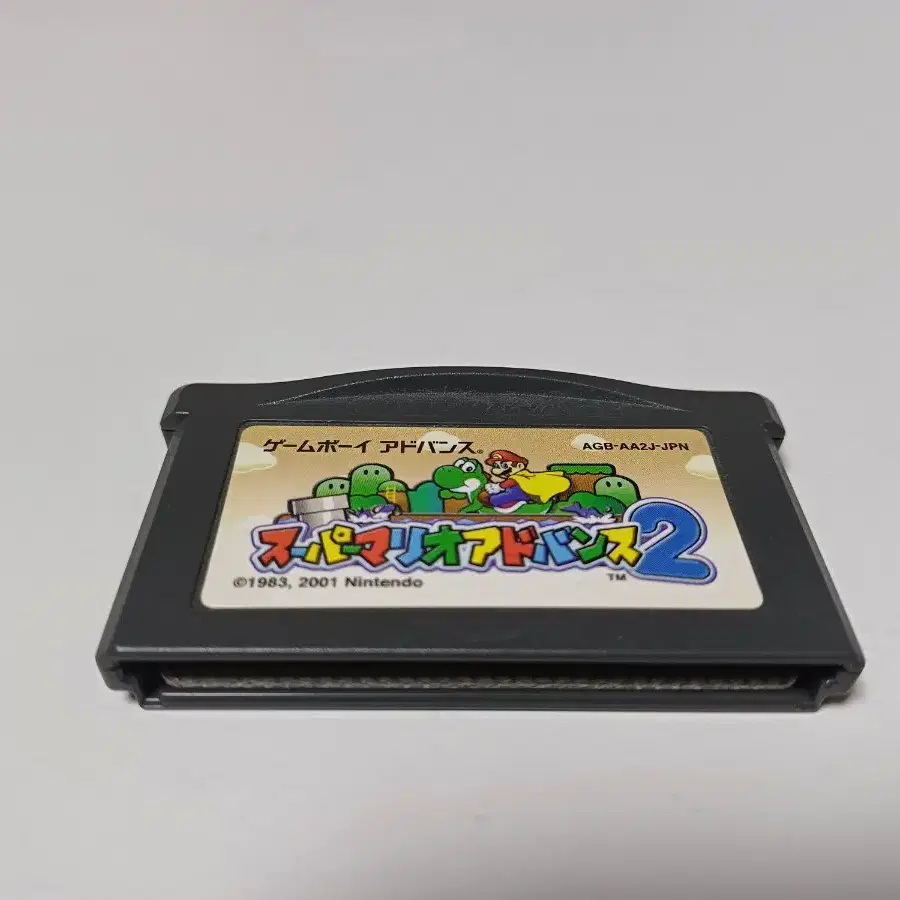 ゲームボーイ アドバンス®
AGB-AA2J-JPN
スーパーマリオアドバンス2
TM
©1983, 2001 Nintendo